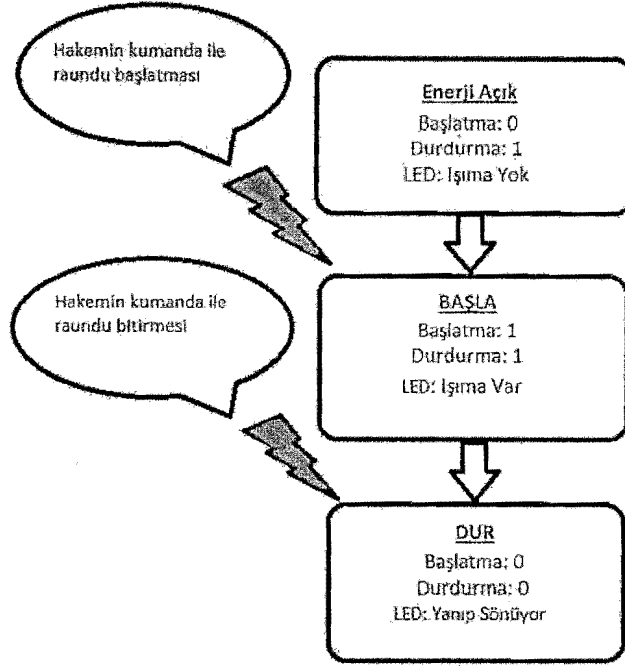 Hakemin kumanda ile
raundu başlatması
Enerji Açık
Başlatma: 0
Durdurma: 1
LED: Işıma Yok
Hakemin kumanda ile
raundu bitirmesi
BAŞLA
Başlatma: 1
Durdurma: 1
LED: Işıma Var
DUR
Başlatma: 0
Durdurma: 0
LED: Yanıp Sönüyor